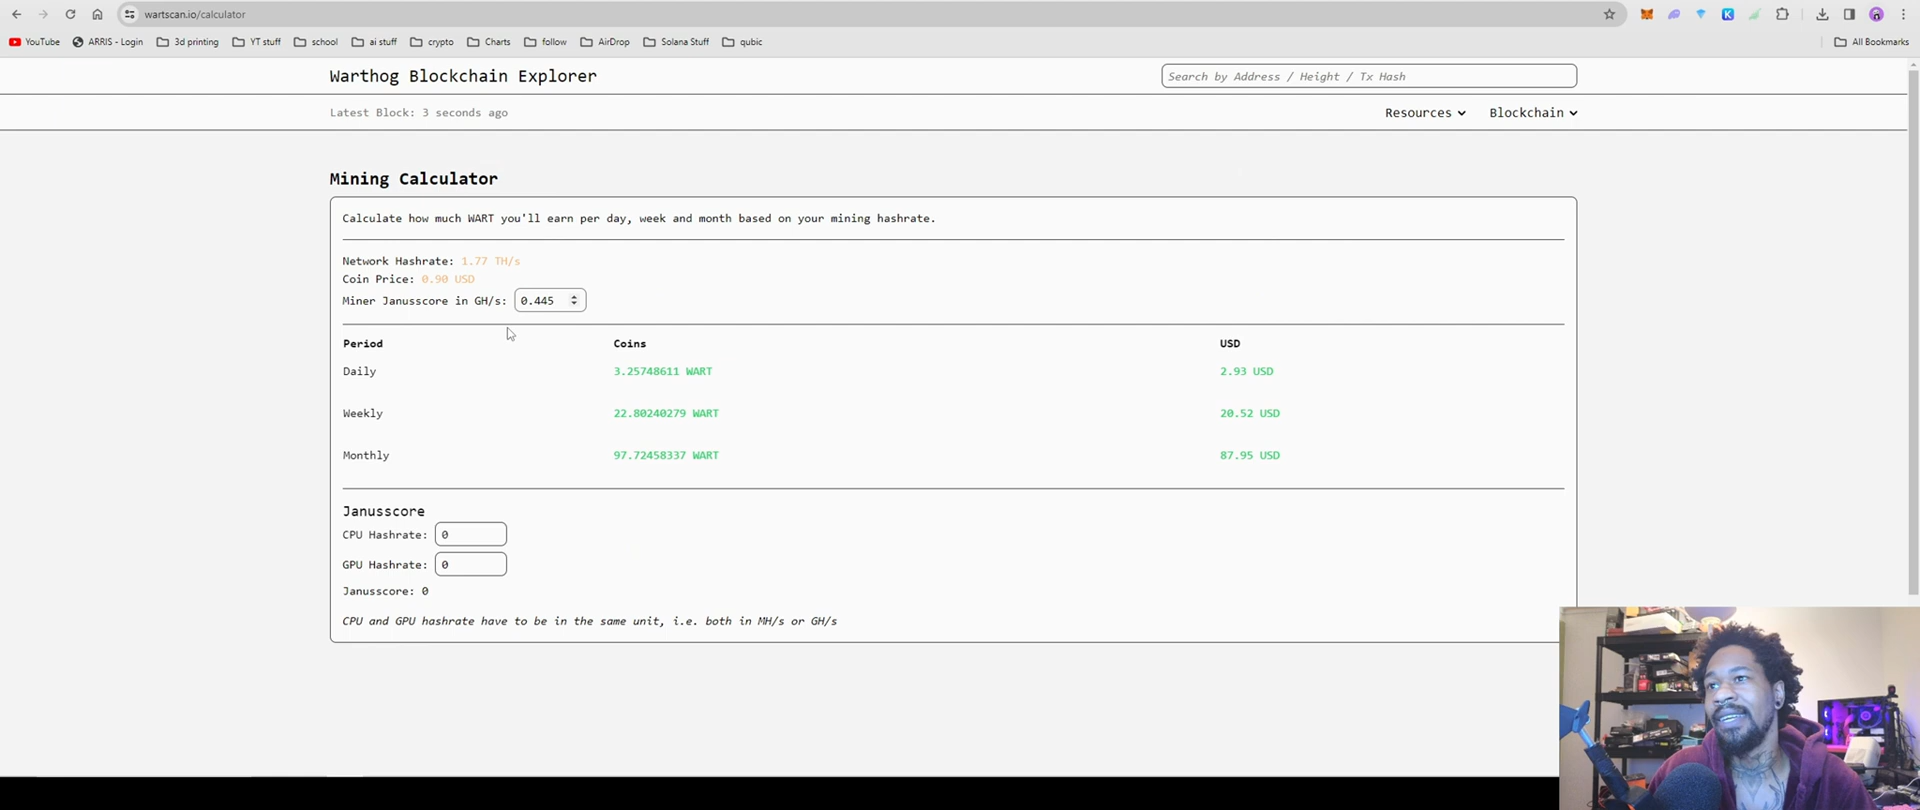 wartscan.io/calculator
YouTube ARRIS - Login 3d printing YT stuff school ai stuff crypto Charts follow AirDrop Solana Stuff qubic All Bookmarks
Warthog Blockchain Explorer
Search by Address / Height / Tx Hash
Latest Block: 3 seconds ago
Resources Blockchain
Mining Calculator
Calculate how much WART you'll earn per day, week and month based on your mining hashrate.
Network Hashrate: 1.77 TH/s
Coin Price: 0.90 USD
Miner Janusscore in GH/s: 0.445
Period Coins USD
Daily 3.25748611 WART 2.93 USD
Weekly 22.80240279 WART 20.52 USD
Monthly 97.72458337 WART 87.95 USD
Janusscore
CPU Hashrate: 0
GPU Hashrate: 0
Janusscore: 0
CPU and GPU hashrate have to be in the same unit, i.e. both in MH/s or GH/s